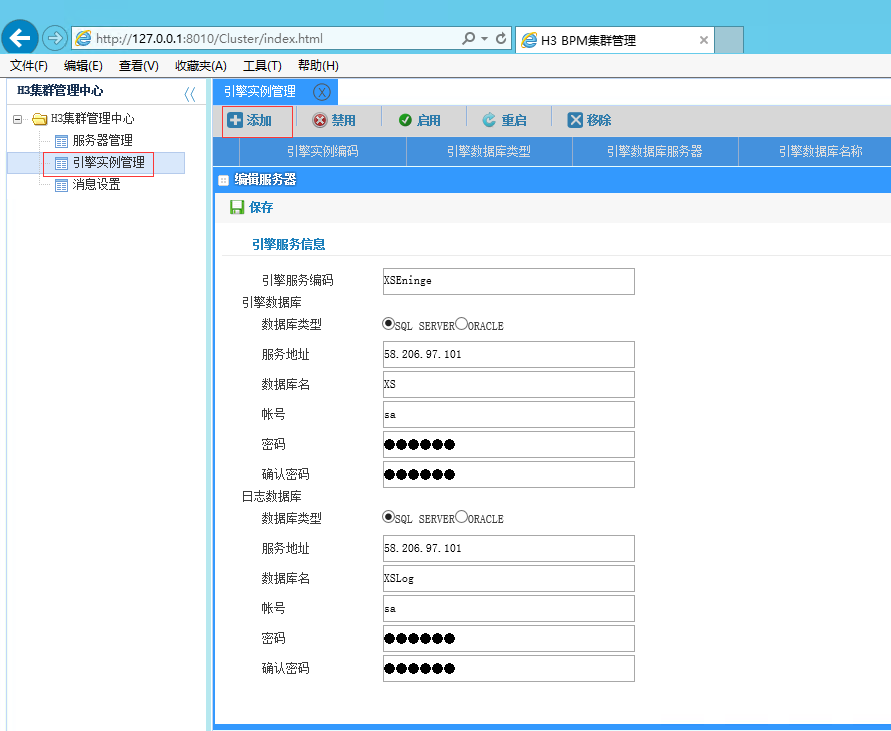 http://127.0.0.1:8010/Cluster/index.html
H3 BPM集群管理
文件(F) 编辑(E) 查看(V) 收藏夹(A) 工具(T) 帮助(H)
H3集群管理中心
H3集群管理中心
服务器管理
引擎实例管理
消息设置
引擎实例管理
添加 禁用 启用 重启 移除
引擎实例编码 引擎数据库类型 引擎数据库服务器 引擎数据库名称
编辑服务器
保存
引擎服务信息
引擎服务编码 XSEninge
引擎数据库
数据库类型 SQL SERVER ORACLE
服务地址 58.206.97.101
数据库名 XS
帐号 sa
密码 ●●●●●●
确认密码 ●●●●●●
日志数据库
数据库类型 SQL SERVER ORACLE
服务地址 58.206.97.101
数据库名 XSLog
帐号 sa
密码 ●●●●●●
确认密码 ●●●●●●